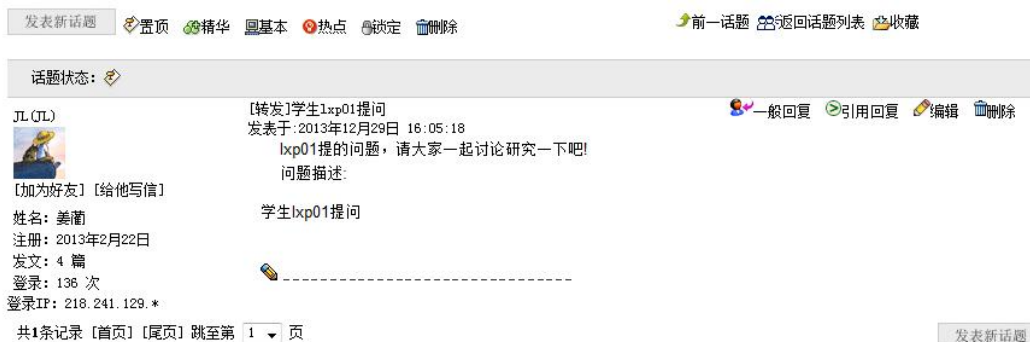 发表新话题 置顶 精华 基本 热点 锁定 删除 前一话题 返回话题列表 收藏
话题状态：
JL(JL)
[加为好友] [给他写信]
姓名：姜蔺
注册：2013年2月22日
发文：4 篇
登录：136 次
登录IP：218.241.129.*
[转发]学生lxp01提问
一般回复 引用回复 编辑 删除
发表于:2013年12月29日 16:05:18
lxp01提的问题，请大家一起讨论研究一下吧!
问题描述:
学生lxp01提问
共1条记录 [首页] [尾页] 跳至第 1 页
发表新话题